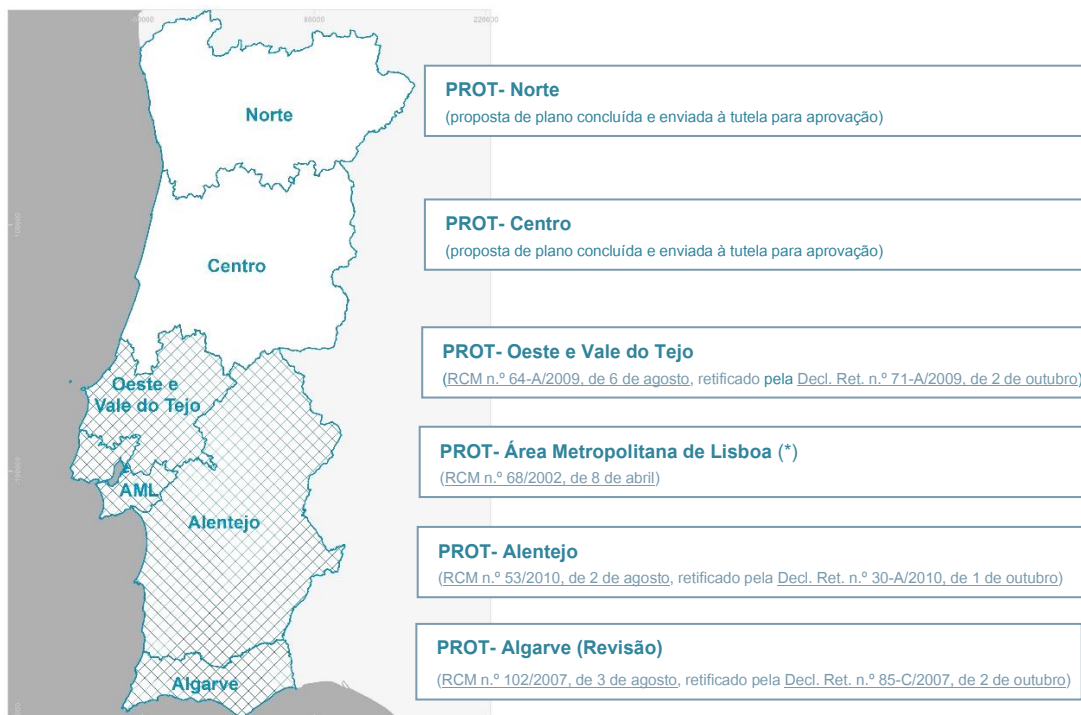 -60000
220000
Norte
Centro
Oeste e
Vale do Tejo
AML
Alentejo
Algarve
PROT- Norte
(proposta de plano concluída e enviada à tutela para aprovação)
PROT- Centro
(proposta de plano concluída e enviada à tutela para aprovação)
PROT- Oeste e Vale do Tejo
(RCM n.º 64-A/2009, de 6 de agosto, retificado pela Decl. Ret. n.º 71-A/2009, de 2 de outubro)
PROT- Área Metropolitana de Lisboa (*)
(RCM n.º 68/2002, de 8 de abril)
PROT- Alentejo
(RCM n.º 53/2010, de 2 de agosto, retificado pela Decl. Ret. n.º 30-A/2010, de 1 de outubro)
PROT- Algarve (Revisão)
(RCM n.º 102/2007, de 3 de agosto, retificado pela Decl. Ret. n.º 85-C/2007, de 2 de outubro)